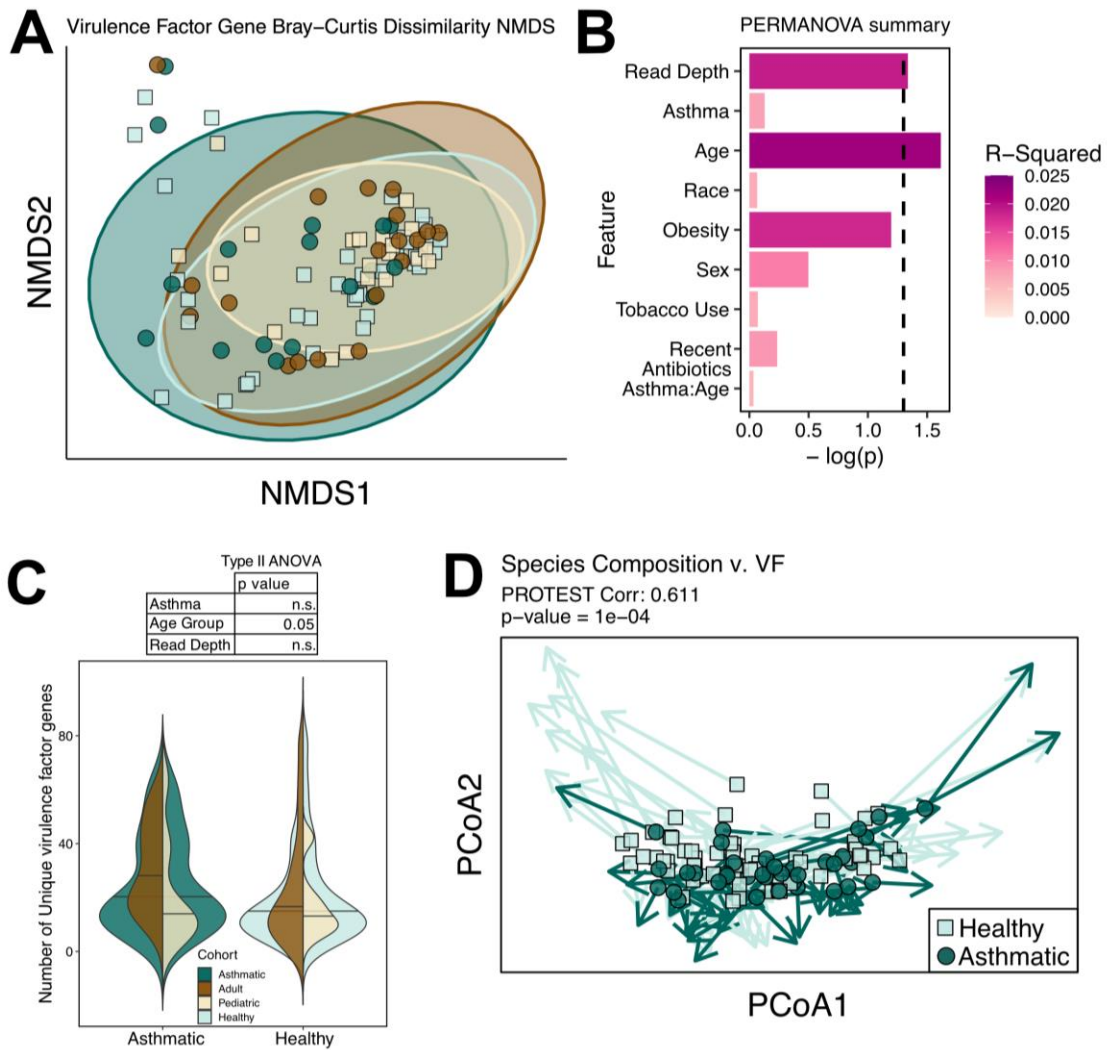 A
Virulence Factor Gene Bray−Curtis Dissimilarity NMDS
NMDS2
NMDS1
B
PERMANOVA summary
Feature
Read Depth
Asthma
Age
Race
Obesity
Sex
Tobacco Use
Recent
Antibiotics
Asthma:Age
0.0 0.5 1.0 1.5
− log(p)
R−Squared
0.025
0.020
0.015
0.010
0.005
0.000
C
Type II ANOVA
p value
Asthma n.s.
Age Group 0.05
Read Depth n.s.
Number of Unique virulence factor genes
80
40
0
Cohort
Asthmatic
Adult
Pediatric
Healthy
Asthmatic Healthy
D
Species Composition v. VF
PROTEST Corr: 0.611
p−value = 1e−04
PCoA2
Healthy
Asthmatic
PCoA1